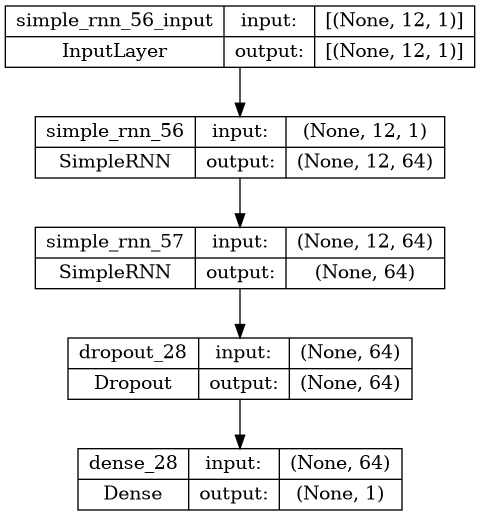 simple_rnn_56_input input: [(None, 12, 1)]
InputLayer output: [(None, 12, 1)]
simple_rnn_56 input: (None, 12, 1)
SimpleRNN output: (None, 12, 64)
simple_rnn_57 input: (None, 12, 64)
SimpleRNN output: (None, 64)
dropout_28 input: (None, 64)
Dropout output: (None, 64)
dense_28 input: (None, 64)
Dense output: (None, 1)